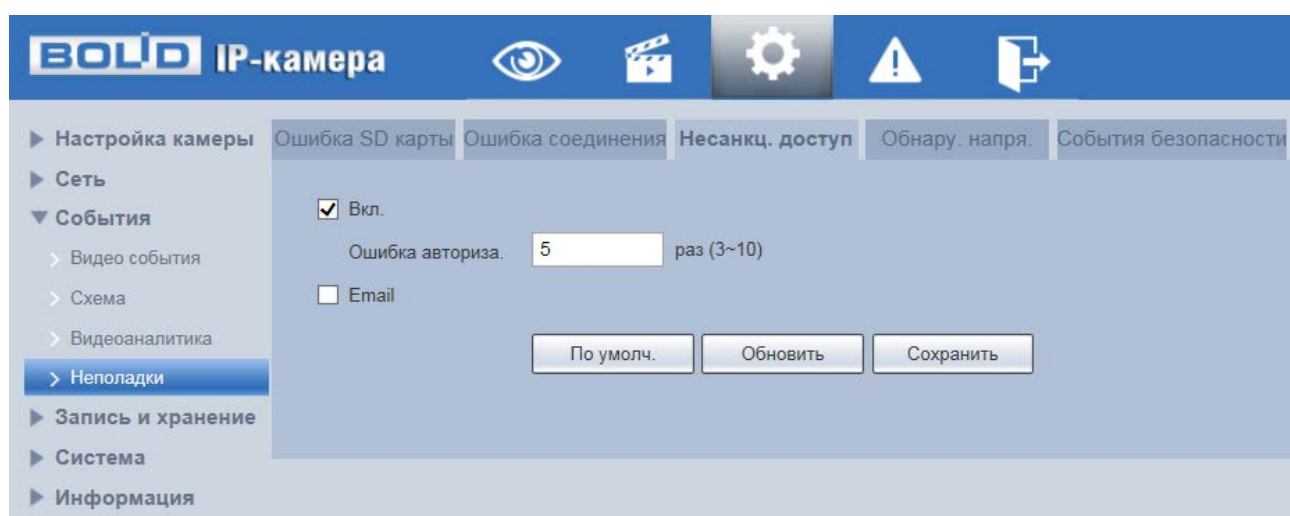 BOLID IP-камера
Настройка камеры
Сеть
События
Видео события
Схема
Видеоаналитика
Неполадки
Запись и хранение
Система
Информация
Ошибка SD карты Ошибка соединения Несанкц. доступ Обнару. напря. События безопасности
Вкл.
Ошибка авториза. 5 раз (3~10)
Email
По умолч. Обновить Сохранить